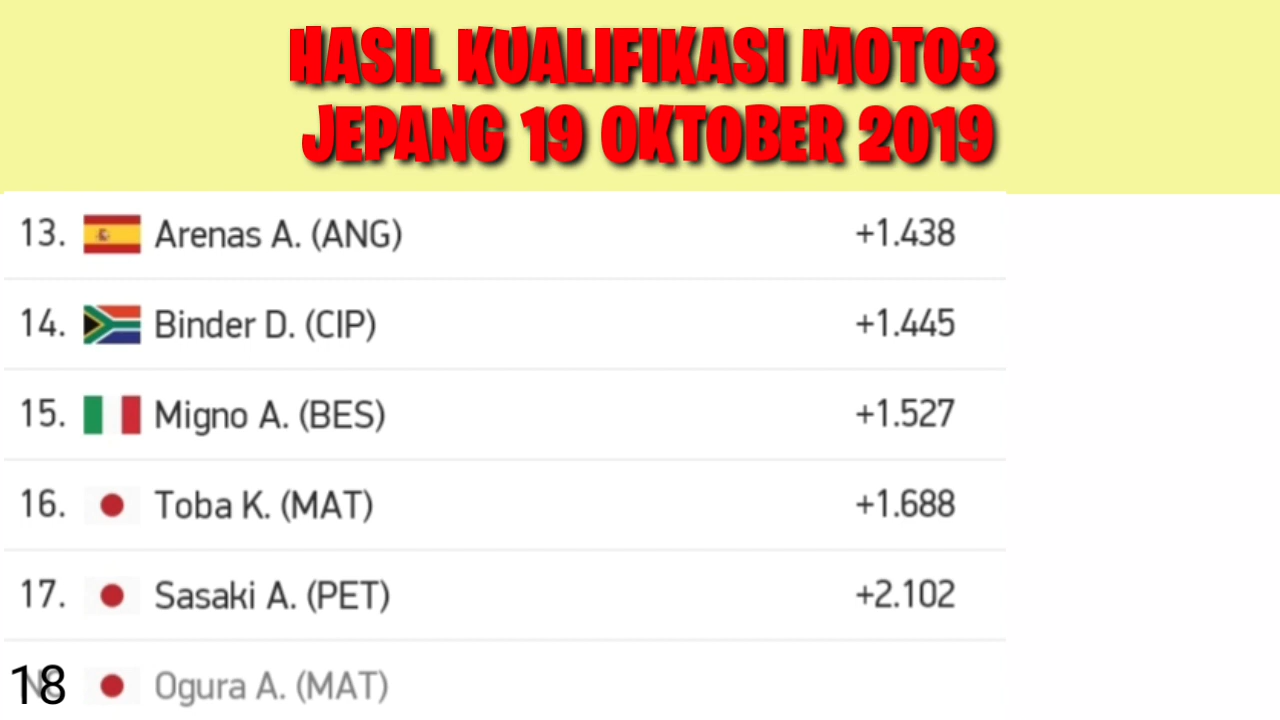 HASIL KUALIFIKASI MOTO3
JEPANG 19 OKTOBER 2019
13. Arenas A. (ANG) +1.438
14. Binder D. (CIP) +1.445
15. Migno A. (BES) +1.527
16. Toba K. (MAT) +1.688
17. Sasaki A. (PET) +2.102
18 Ogura A. (MAT)